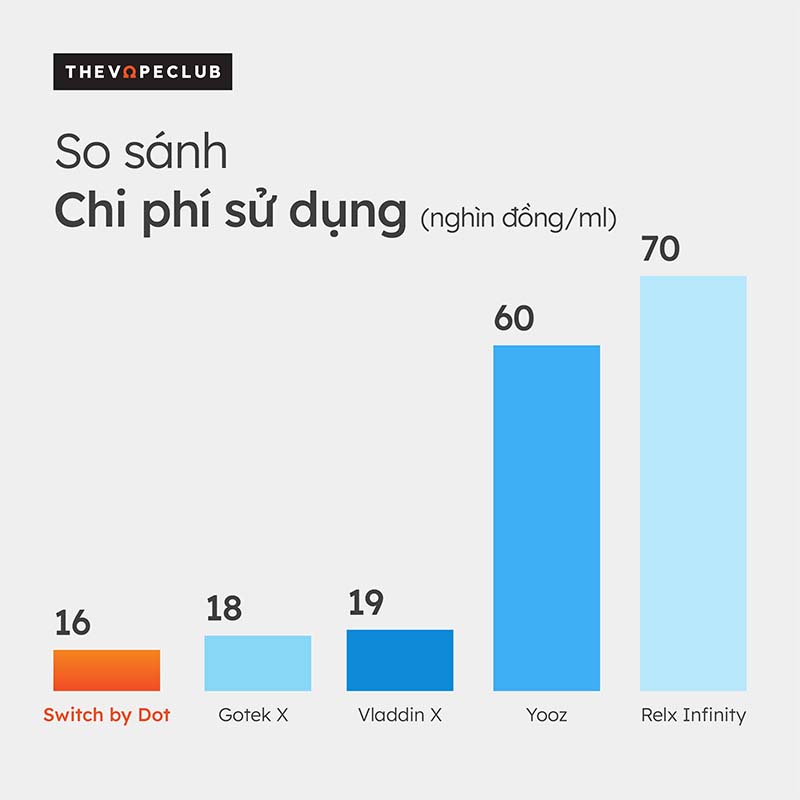 THEVAPECLUB
So sánh
Chi phí sử dụng (nghìn đồng/ml)
70
60
19
18
16
Switch by Dot
Gotek X
Vladdin X
Yooz
Relx Infinity